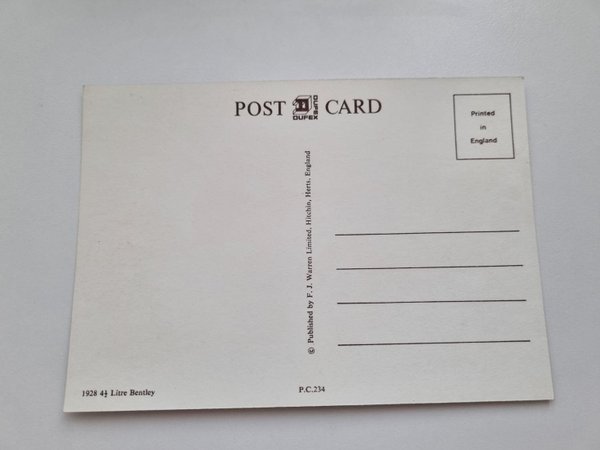 POST DUFEX DUFEX CARD
Printed
in
England
© Published by F. J. Warren Limited, Hitchin, Herts, England
1928 4½ Litre Bentley
P.C.234